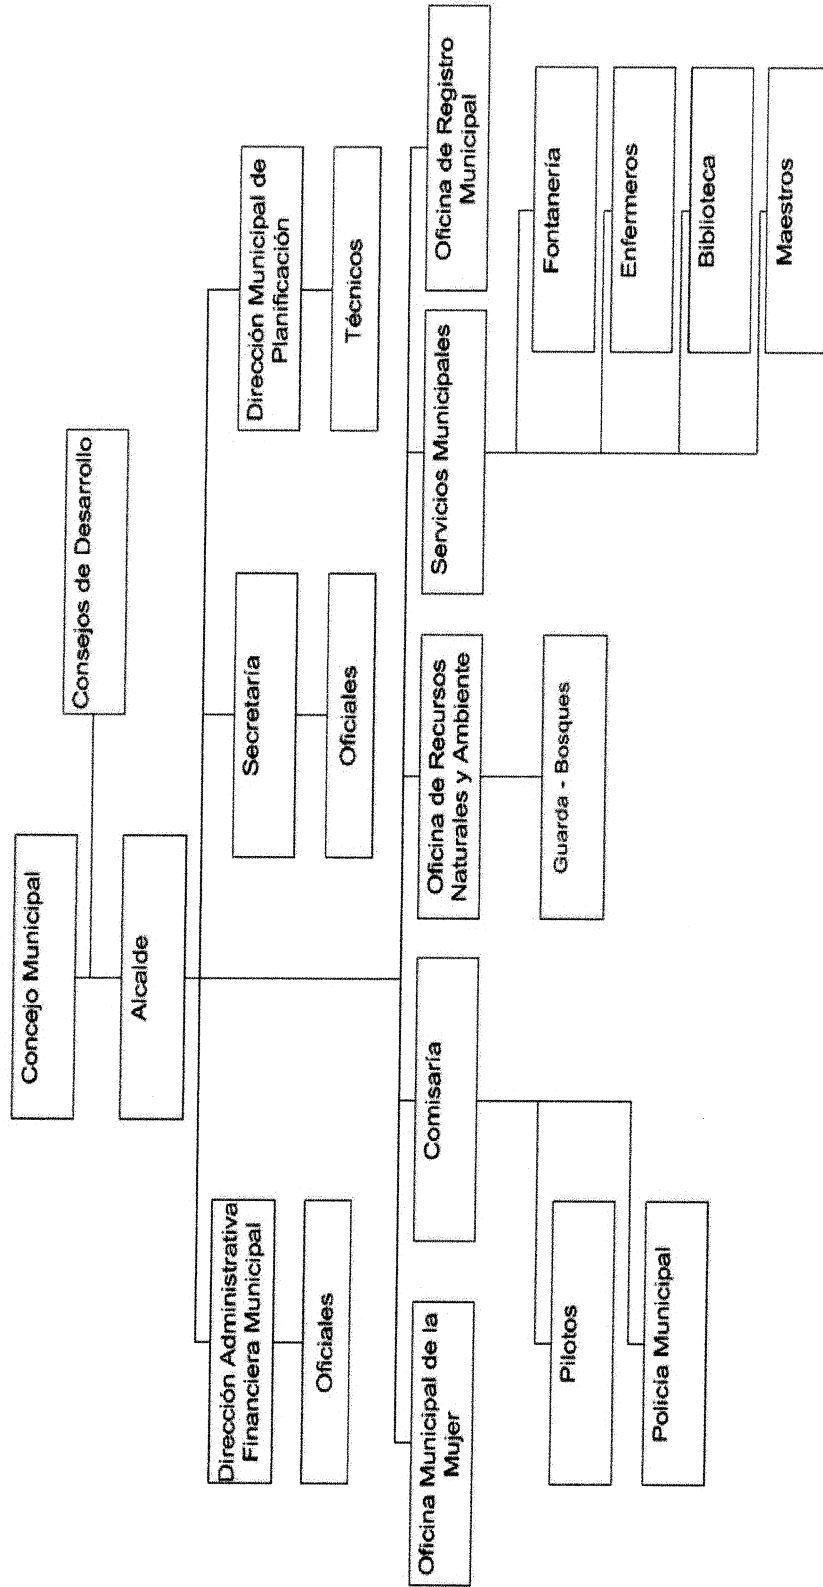 Concejo Municipal
Consejos de Desarrollo
Alcalde
Dirección Administrativa
Financiera Municipal
Secretaría
Dirección Municipal de
Planificación
Oficiales
Oficiales
Técnicos
Oficina Municipal de la
Mujer
Comisaría
Oficina de Recursos
Naturales y Ambiente
Servicios Municipales
Oficina de Registro
Municipal
Pilotos
Policía Municipal
Guarda - Bosques
Fontanería
Enfermeros
Biblioteca
Maestros